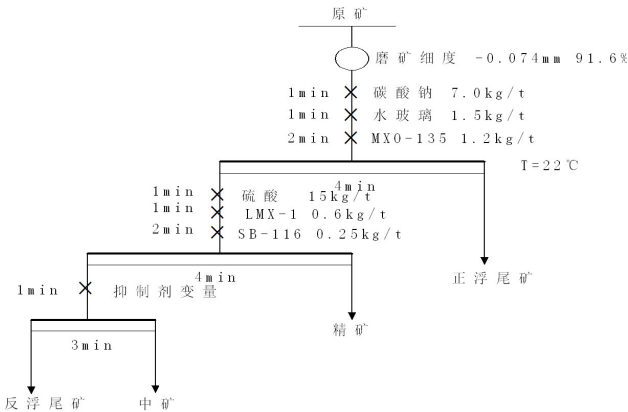 原矿
磨矿细度 -0.074mm 91.6%
1min 碳酸钠 7.0kg/t
1min 水玻璃 1.5kg/t
2min MXO-135 1.2kg/t
T=22℃
4min
1min 硫酸 15kg/t
1min LMX-1 0.6kg/t
2min SB-116 0.25kg/t
正浮尾矿
4min
1min 抑制剂变量
精矿
3min
反浮尾矿 中矿